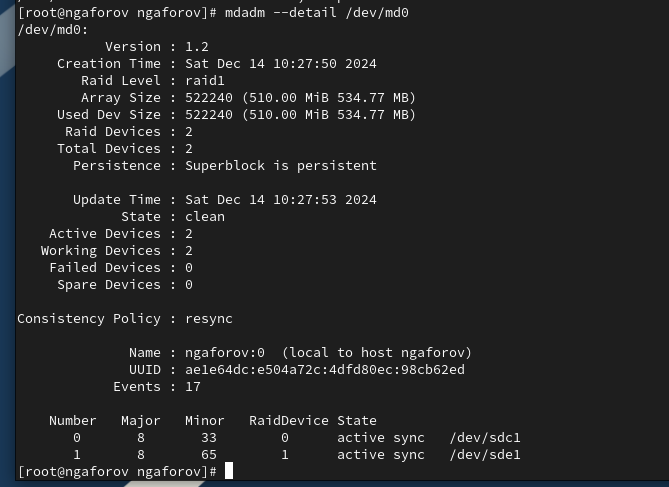 [root@ngaforov ngaforov]# mdadm --detail /dev/md0
/dev/md0:
Version : 1.2
Creation Time : Sat Dec 14 10:27:50 2024
Raid Level : raid1
Array Size : 522240 (510.00 MiB 534.77 MB)
Used Dev Size : 522240 (510.00 MiB 534.77 MB)
Raid Devices : 2
Total Devices : 2
Persistence : Superblock is persistent
Update Time : Sat Dec 14 10:27:53 2024
State : clean
Active Devices : 2
Working Devices : 2
Failed Devices : 0
Spare Devices : 0
Consistency Policy : resync
Name : ngaforov:0 (local to host ngaforov)
UUID : ae1e64dc:e504a72c:4dfd80ec:98cb62ed
Events : 17
Number Major Minor RaidDevice State
0 8 33 0 active sync /dev/sdc1
1 8 65 1 active sync /dev/sde1
[root@ngaforov ngaforov]#